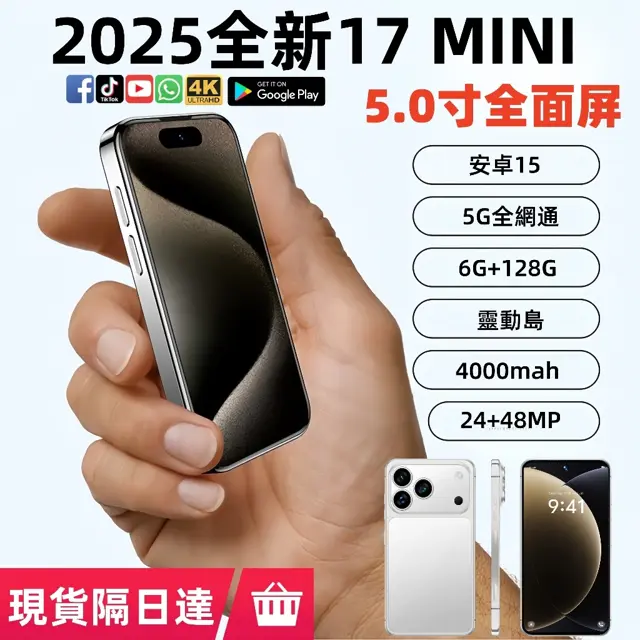 2025全新17 MINI
TikTok
4K
ULTRAHD
GET IT ON
Google Play
5.0寸全面屏
安卓15
5G全網通
6G+128G
靈動島
4000mah
24+48MP
9:41
現貨隔日達